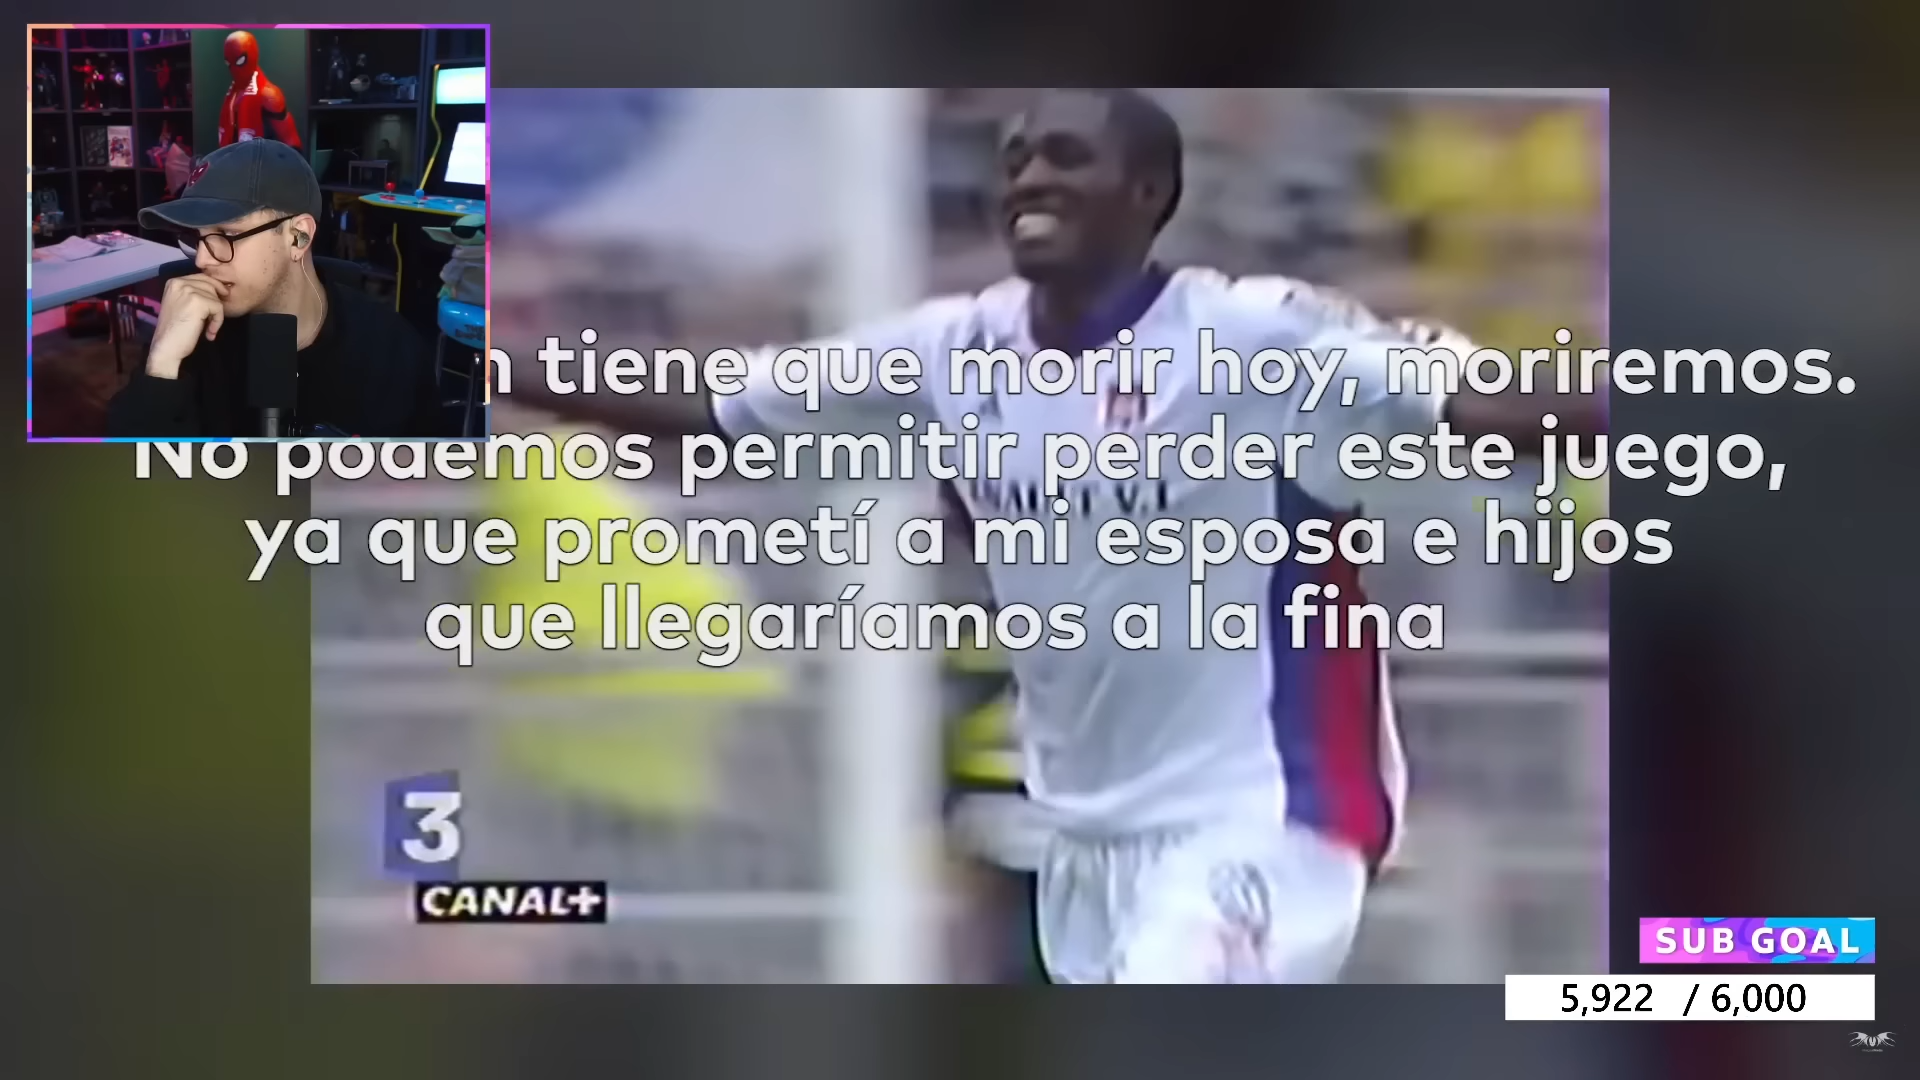 tiene que morir hoy, moriremos.
No podemos permitir perder este juego,
ya que prometí a mi esposa e hijos
que llegaríamos a la fina
3
CANAL+
SUB GOAL
5,922 / 6,000